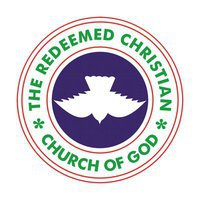 THE REDEEMED CHRISTIAN
CHURCH OF GOD